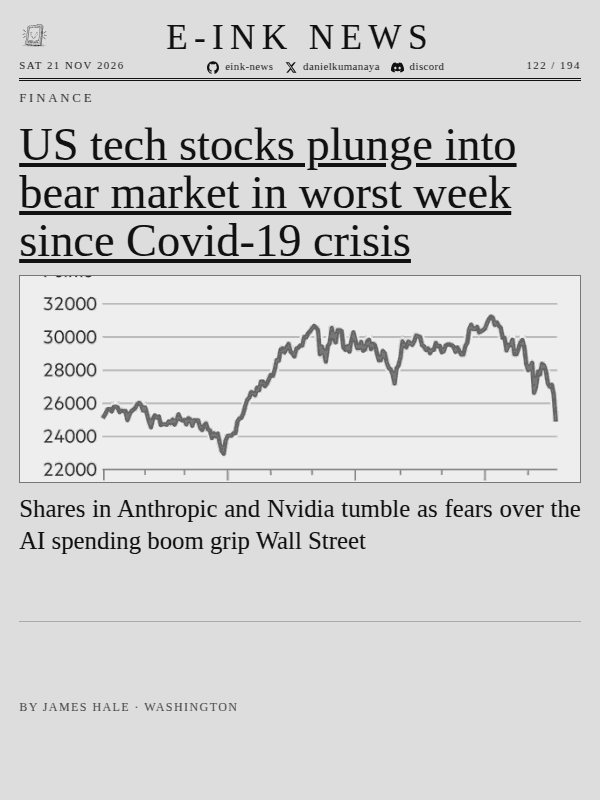 E-INK NEWS
SAT 21 NOV 2026
eink-news
danielkumanaya
discord
122 / 194
FINANCE
US tech stocks plunge into
bear market in worst week
since Covid-19 crisis
32000
30000
28000
26000
24000
22000
Shares in Anthropic and Nvidia tumble as fears over the
AI spending boom grip Wall Street
BY JAMES HALE · WASHINGTON